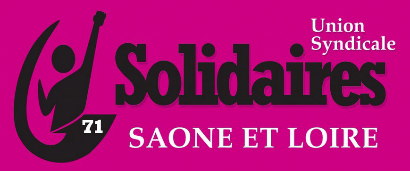 Union
Syndicale
Solidaires
71
SAONE ET LOIRE